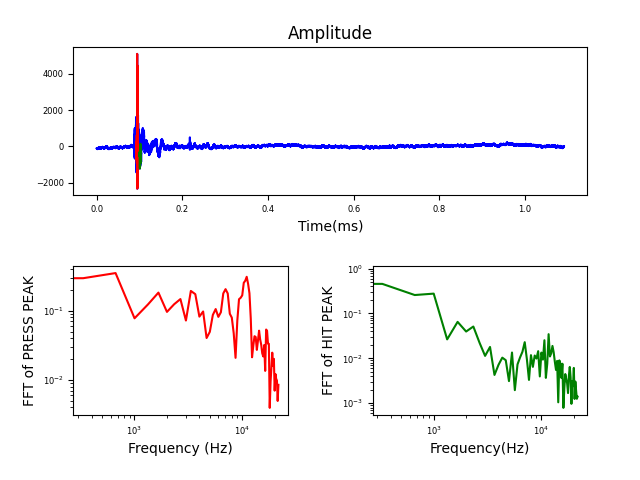 Amplitude
4000
2000
0
−2000
0.0 0.2 0.4 0.6 0.8 1.0
Time(ms)
FFT of PRESS PEAK
10⁻¹
10⁻²
10³ 10⁴
Frequency (Hz)
FFT of HIT PEAK
10⁰
10⁻¹
10⁻²
10⁻³
10³ 10⁴
Frequency(Hz)